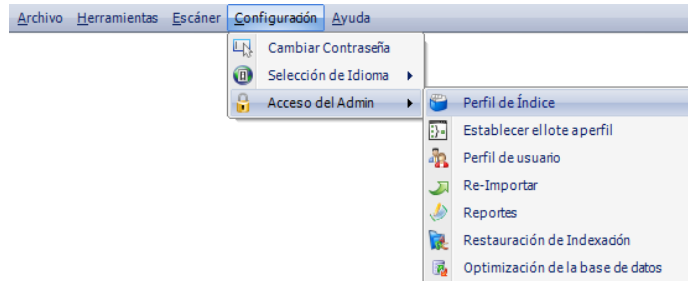 Archivo Herramientas Escáner Configuración Ayuda
Cambiar Contraseña
Selección de Idioma
Acceso del Admin
Perfil de Índice
Establecer el lote a perfil
Perfil de usuario
Re-Importar
Reportes
Restauración de Indexación
Optimización de la base de datos